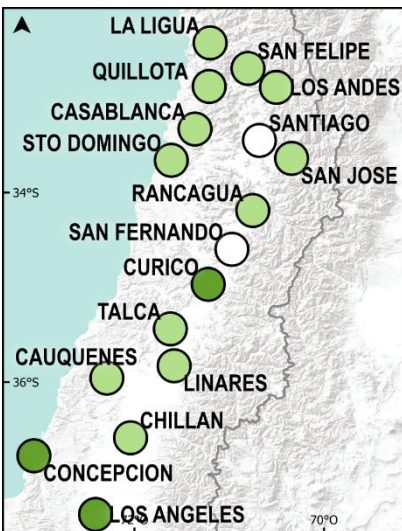 LA LIGUA
SAN FELIPE
QUILLOTA
LOS ANDES
CASABLANCA
SANTIAGO
STO DOMINGO
SAN JOSE
34°S
RANCAGUA
SAN FERNANDO
CURICO
TALCA
CAUQUENES
36°S
LINARES
CHILLAN
CONCEPCION
LOS ANGELES
70°O